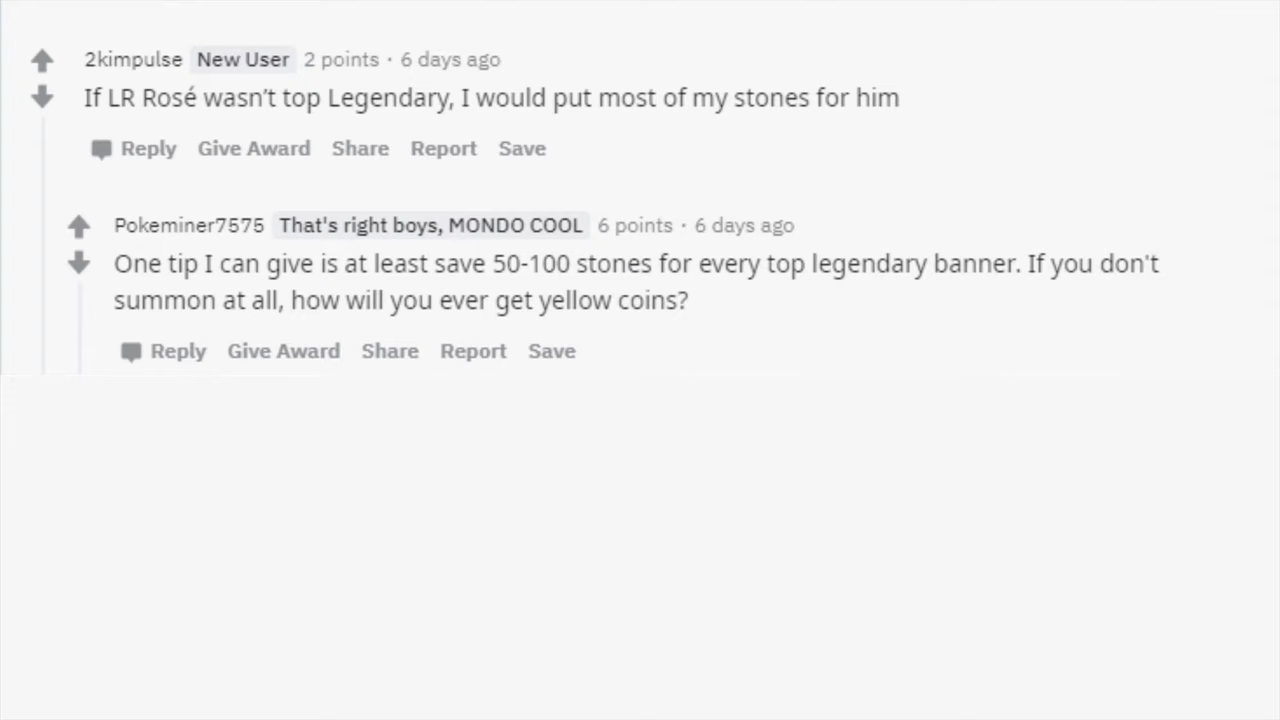 2kimpulse New User 2 points · 6 days ago
If LR Rosé wasn’t top Legendary, I would put most of my stones for him
Reply Give Award Share Report Save
Pokeminer7575 That's right boys, MONDO COOL 6 points · 6 days ago
One tip I can give is at least save 50-100 stones for every top legendary banner. If you don't
summon at all, how will you ever get yellow coins?
Reply Give Award Share Report Save